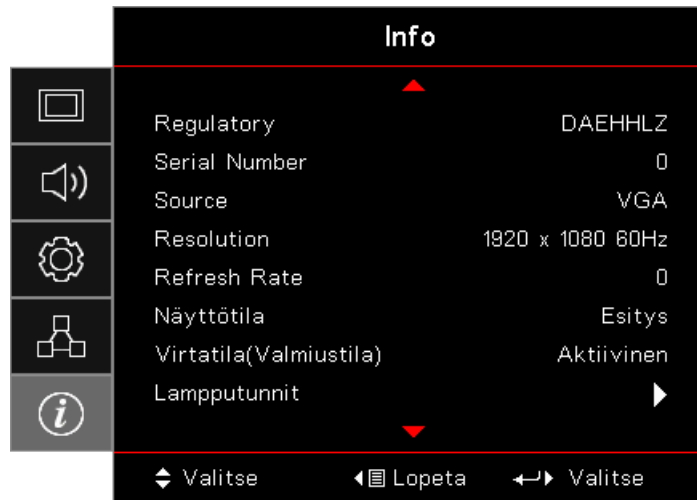 Info
Regulatory DAEHHLZ
Serial Number 0
Source VGA
Resolution 1920 x 1080 60Hz
Refresh Rate 0
Näyttötila Esitys
Virtatila(Valmiustila) Aktiivinen
Lampputunnit
Valitse Lopeta Valitse